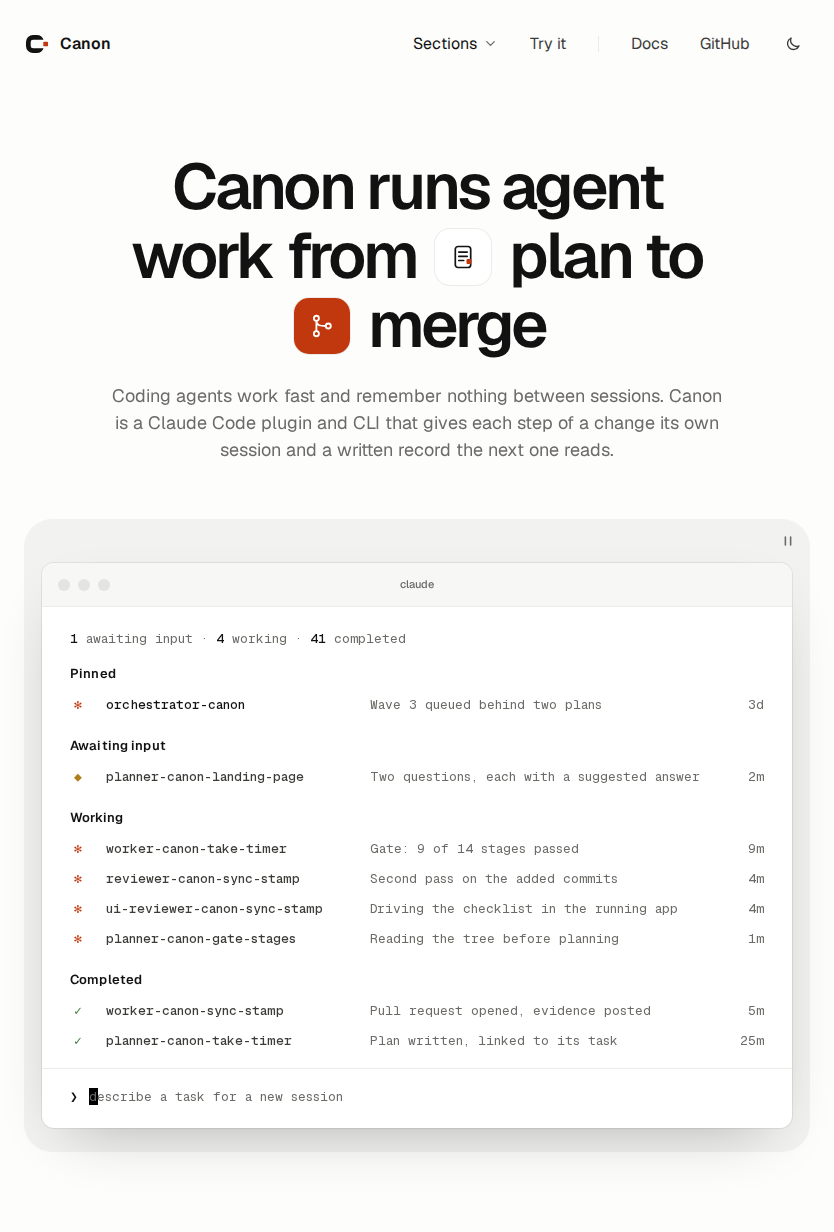 Canon
Sections Try it Docs GitHub
Canon runs agent
work from plan to
merge
Coding agents work fast and remember nothing between sessions. Canon
is a Claude Code plugin and CLI that gives each step of a change its own
session and a written record the next one reads.
claude
1 awaiting input · 4 working · 41 completed
Pinned
✻ orchestrator-canon Wave 3 queued behind two plans 3d
Awaiting input
◆ planner-canon-landing-page Two questions, each with a suggested answer 2m
Working
✻ worker-canon-take-timer Gate: 9 of 14 stages passed 9m
✻ reviewer-canon-sync-stamp Second pass on the added commits 4m
✻ ui-reviewer-canon-sync-stamp Driving the checklist in the running app 4m
✻ planner-canon-gate-stages Reading the tree before planning 1m
Completed
✓ worker-canon-sync-stamp Pull request opened, evidence posted 5m
✓ planner-canon-take-timer Plan written, linked to its task 25m
❯ describe a task for a new session